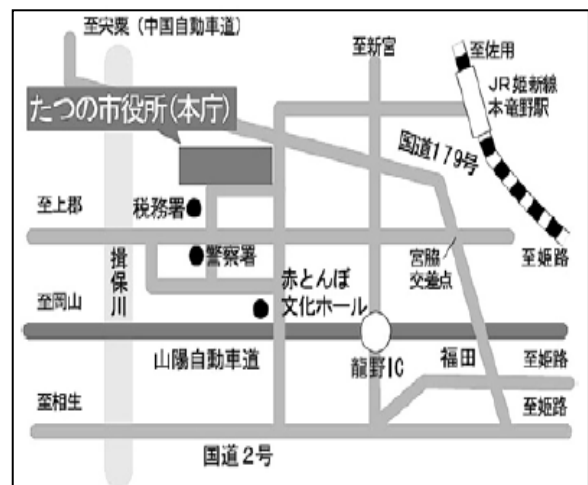 至宍粟(中国自動車道)
至新宮
至佐用
JR姫新線
本竜野駅
たつの市役所(本庁)
国道179号
税務署
至上郡
警察署
宮脇
交差点
至姫路
揖保川
赤とんぼ
文化ホール
至岡山
山陽自動車道
龍野IC
福田
至姫路
至相生
至姫路
国道2号